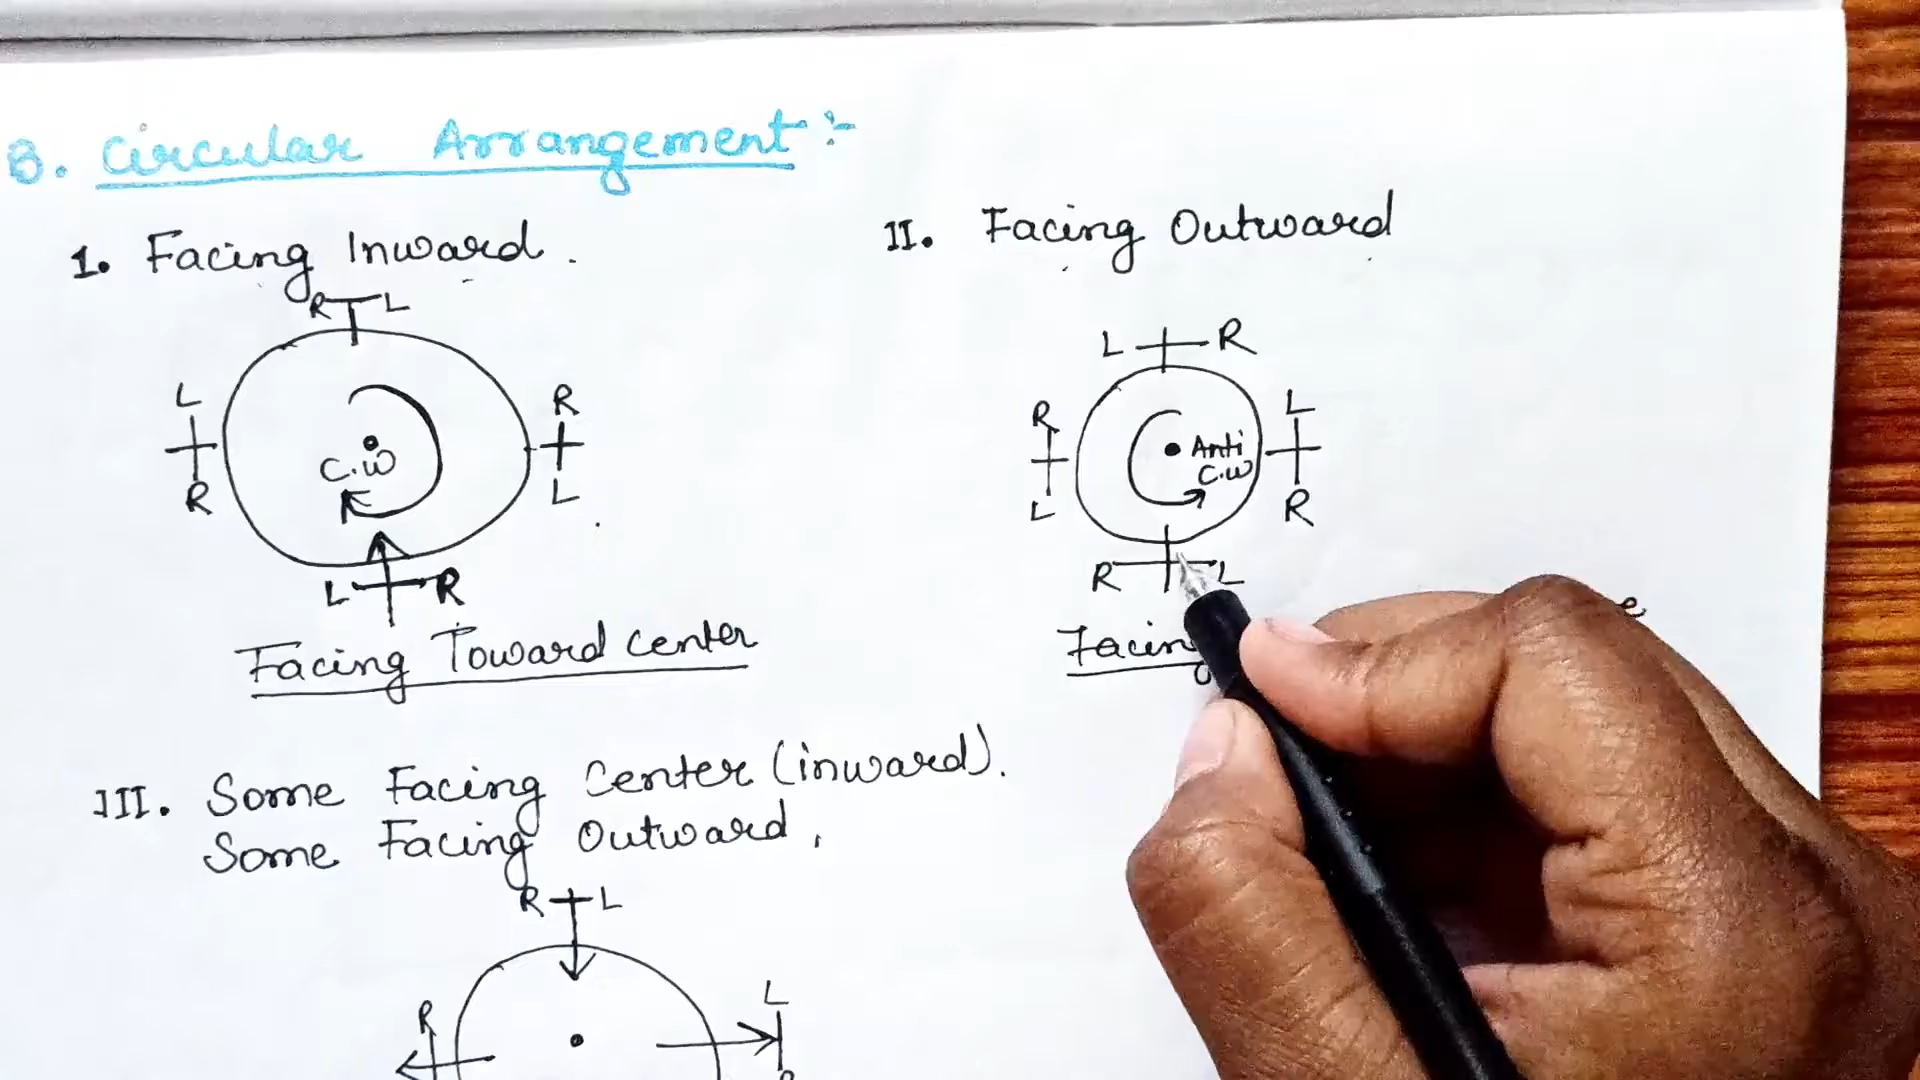 B. Circular Arrangement :-
1. Facing Inward.
R L
L R
C.W
R L
L R
Facing Toward center
II. Facing Outward
L R
R L
Anti
C.W
L R
R L
Facing
III. Some Facing Center (inward).
Some Facing Outward,
R L
R L